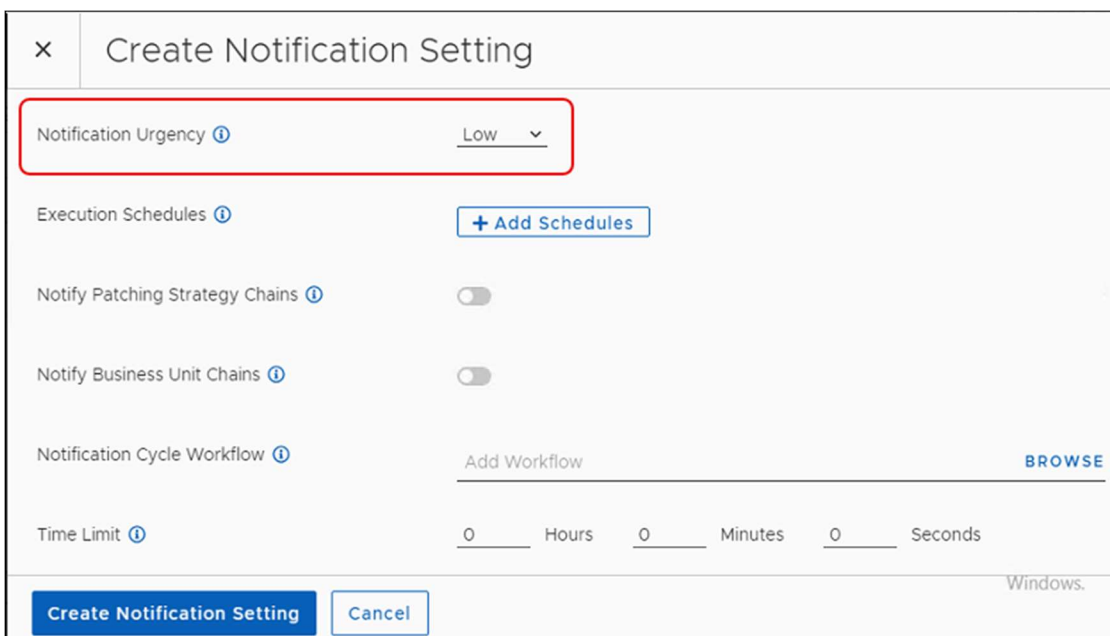 Create Notification Setting
Notification Urgency
Low
Execution Schedules
+ Add Schedules
Notify Patching Strategy Chains
Notify Business Unit Chains
Notification Cycle Workflow
Add Workflow BROWSE
Time Limit
0 Hours 0 Minutes 0 Seconds
Windows.
Create Notification Setting Cancel